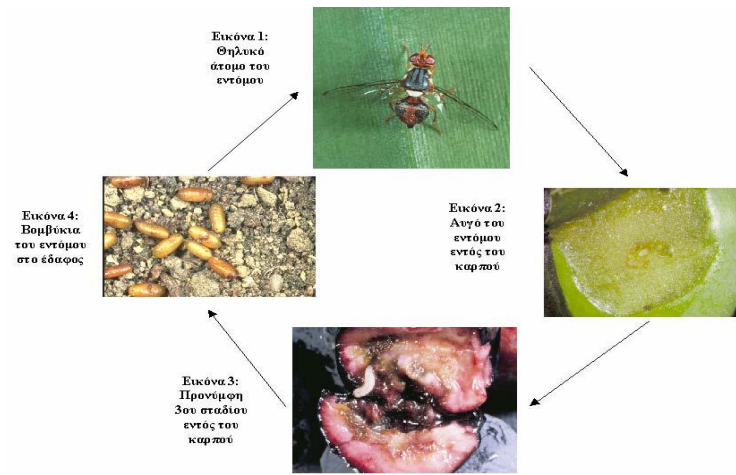 Εικόνα 1:
Θηλυκό
άτομο του
εντόμου
Εικόνα 2:
Αυγό του
εντόμου
εντός του
καρπού
Εικόνα 3:
Προνύμφη
3ου σταδίου
εντός του
καρπού
Εικόνα 4:
Βομβύκια
του εντόμου
στο έδαφος